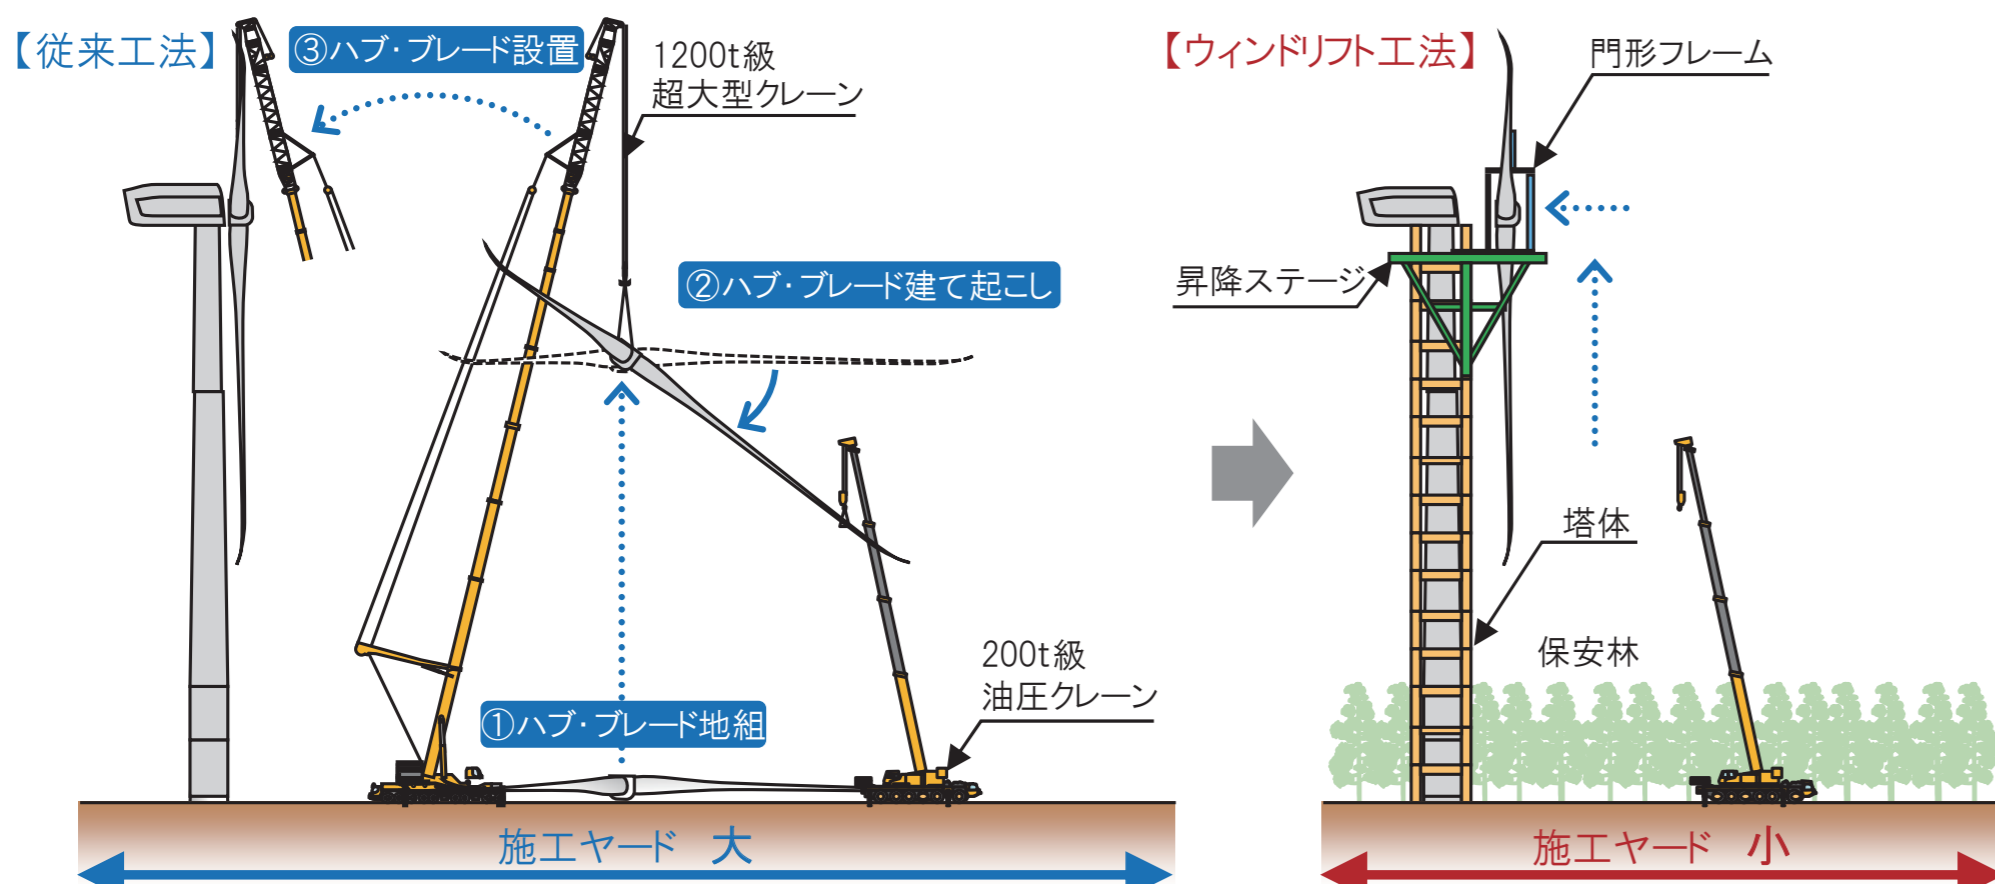 【従来工法】
③ハブ・ブレード設置
1200t級
超大型クレーン
②ハブ・ブレード建て起こし
①ハブ・ブレード地組
200t級
油圧クレーン
施工ヤード 大
【ウィンドリフト工法】
門形フレーム
昇降ステージ
塔体
保安林
施工ヤード 小